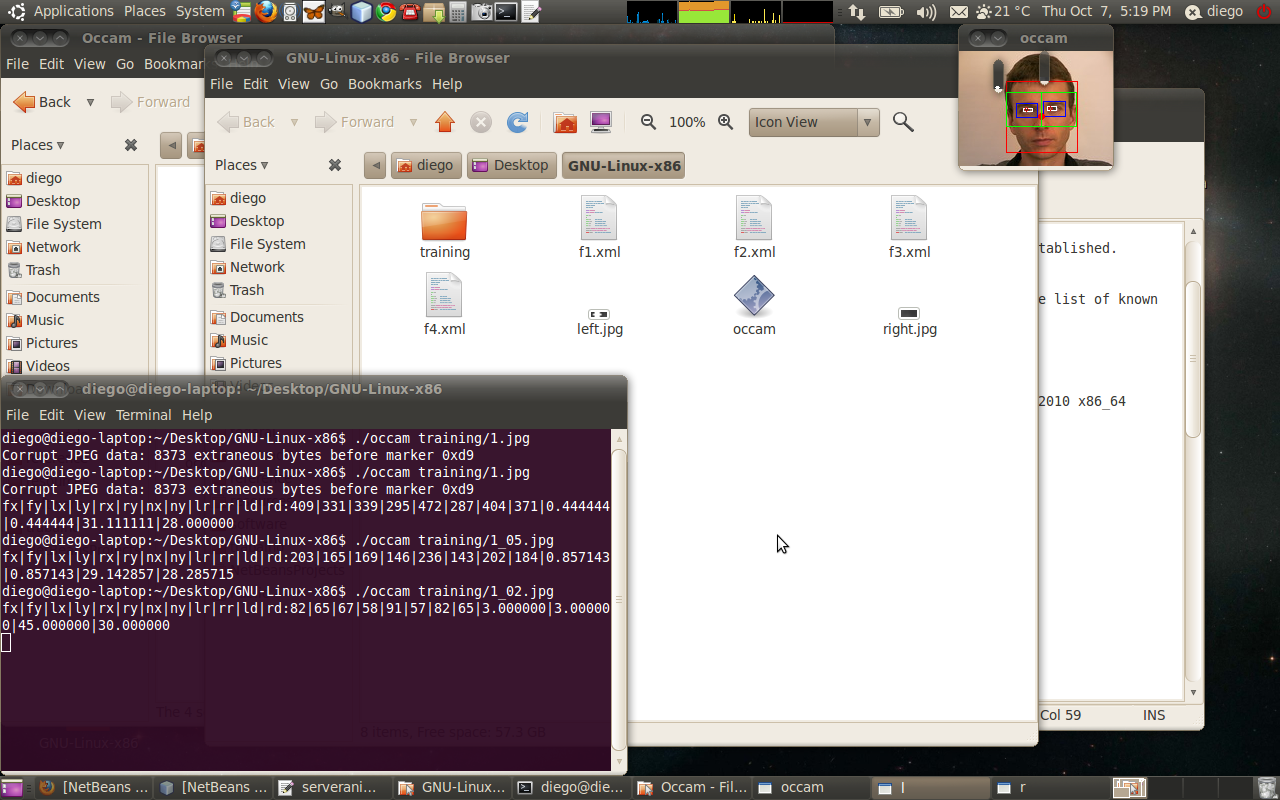 Applications Places System
21 °C Thu Oct 7, 5:19 PM diego
Occam - File Browser
File Edit View Go Bookmar
Back Forward
Places
diego
Desktop
File System
Network
Trash
Documents
Music
Pictures
Videos
GNU-Linux-x86 - File Browser
File Edit View Go Bookmarks Help
Back Forward 100% Icon View
Places
diego Desktop GNU-Linux-x86
diego
Desktop
File System
Network
Trash
Documents
Music
Pictures
training f1.xml f2.xml f3.xml
f4.xml left.jpg occam right.jpg
8 items, Free space: 57.3 GB
occam
tablished.
e list of known
2010 x86_64
Col 59 INS
diego@diego-laptop: ~/Desktop/GNU-Linux-x86
File Edit View Terminal Help
diego@diego-laptop:~/Desktop/GNU-Linux-x86$ ./occam training/1.jpg
Corrupt JPEG data: 8373 extraneous bytes before marker 0xd9
diego@diego-laptop:~/Desktop/GNU-Linux-x86$ ./occam training/1.jpg
Corrupt JPEG data: 8373 extraneous bytes before marker 0xd9
fx|fy|lx|ly|rx|ry|nx|ny|lr|rr|ld|rd:409|331|339|295|472|287|404|371|0.444444
|0.444444|31.111111|28.000000
diego@diego-laptop:~/Desktop/GNU-Linux-x86$ ./occam training/1_05.jpg
fx|fy|lx|ly|rx|ry|nx|ny|lr|rr|ld|rd:203|165|169|146|236|143|202|184|0.857143
|0.857143|29.142857|28.285715
diego@diego-laptop:~/Desktop/GNU-Linux-x86$ ./occam training/1_02.jpg
fx|fy|lx|ly|rx|ry|nx|ny|lr|rr|ld|rd:82|65|67|58|91|57|82|65|3.000000|3.00000
0|45.000000|30.000000
GNU-Linux-x86
[NetBeans ... [NetBeans ... serverani... GNU-Linux... diego@die... Occam - Fil... occam l r